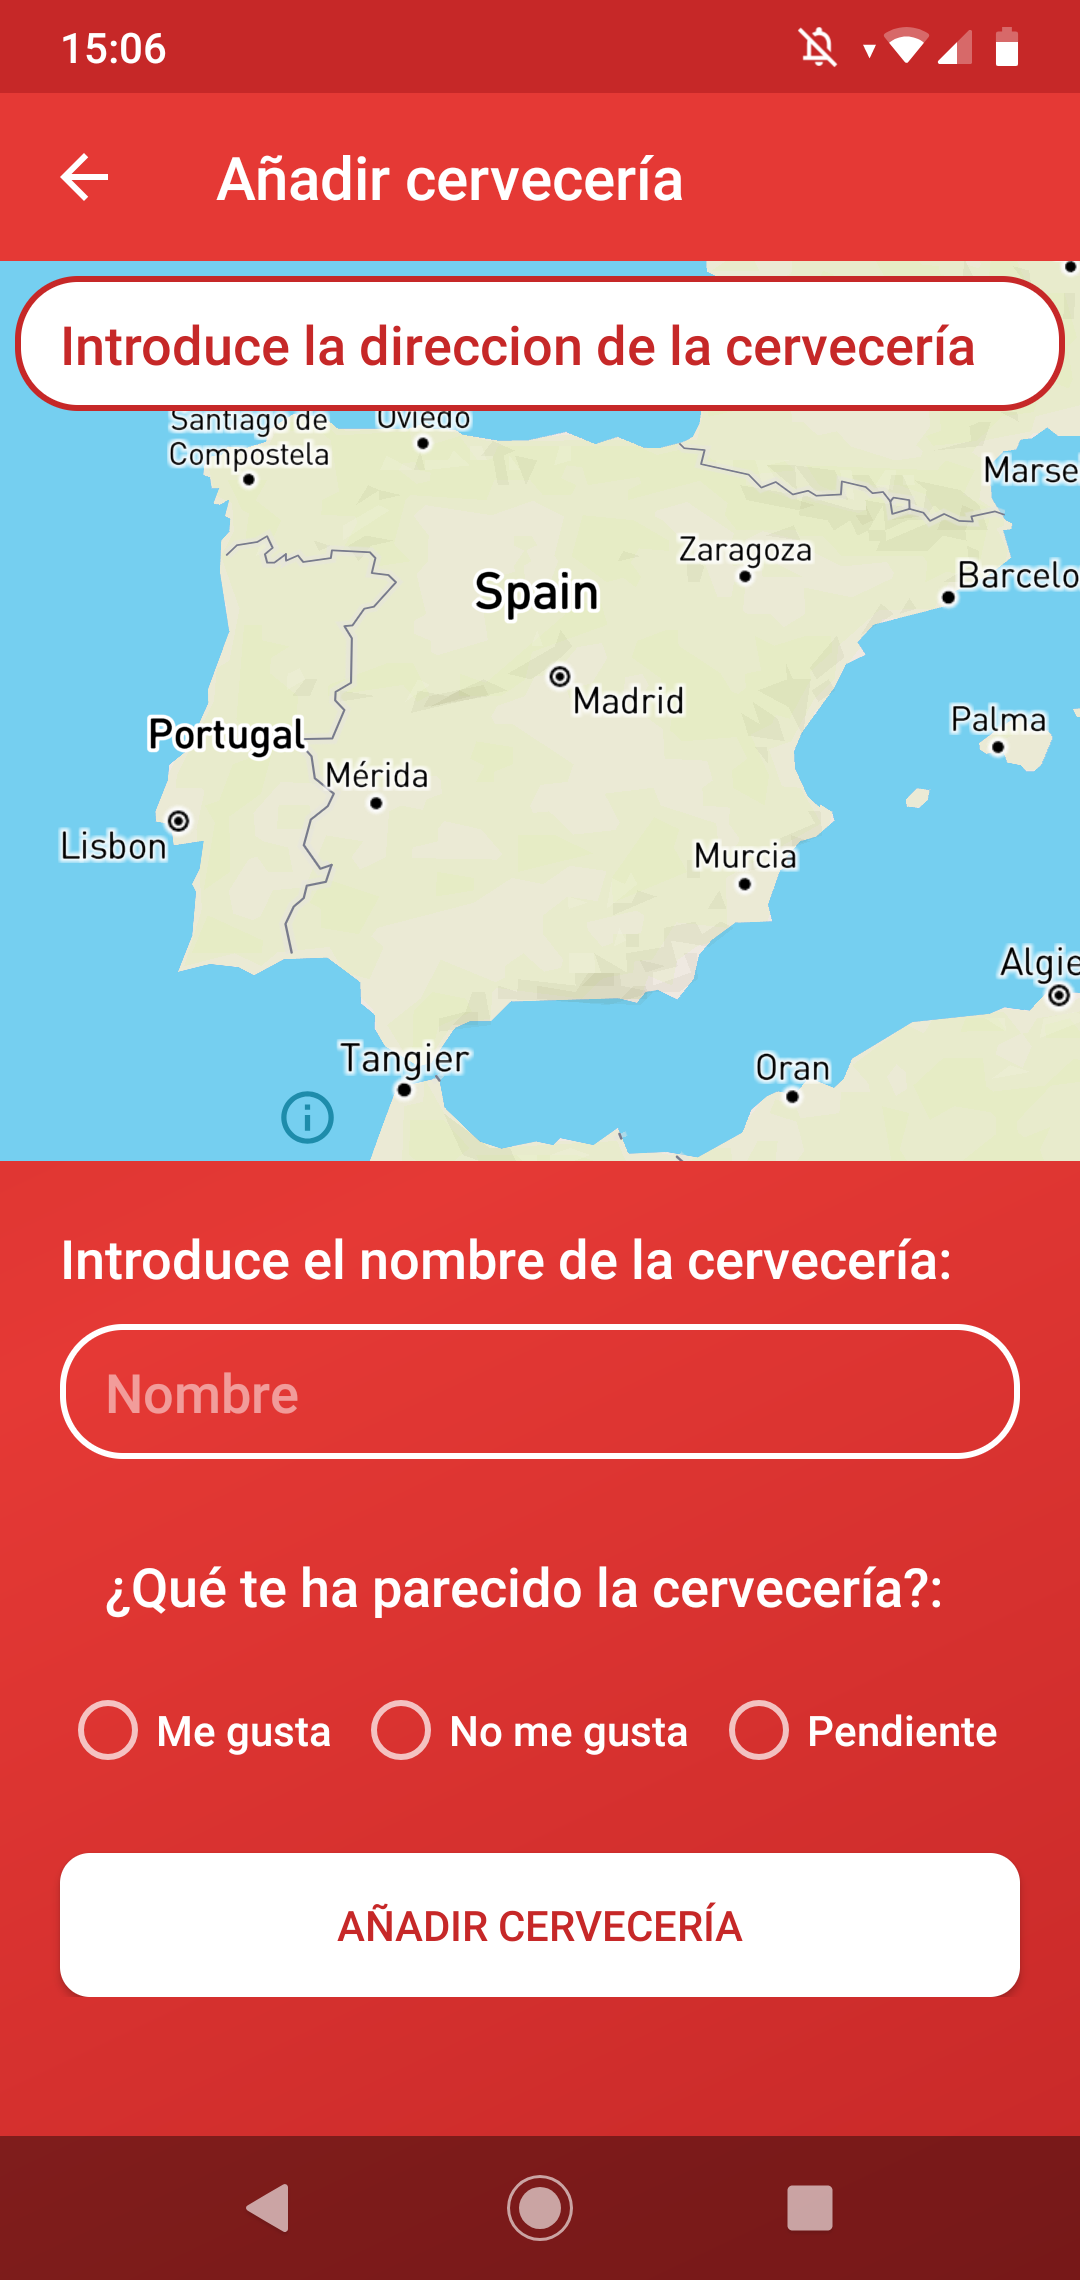 15:06
Añadir cervecería
Introduce la direccion de la cervecería
Santiago de
Compostela
Oviedo
Marse
Zaragoza
Barcelo
Spain
Madrid
Palma
Portugal
Mérida
Lisbon
Murcia
Algie
Tangier
Oran
Introduce el nombre de la cervecería:
Nombre
¿Qué te ha parecido la cervecería?:
Me gusta
No me gusta
Pendiente
AÑADIR CERVECERÍA